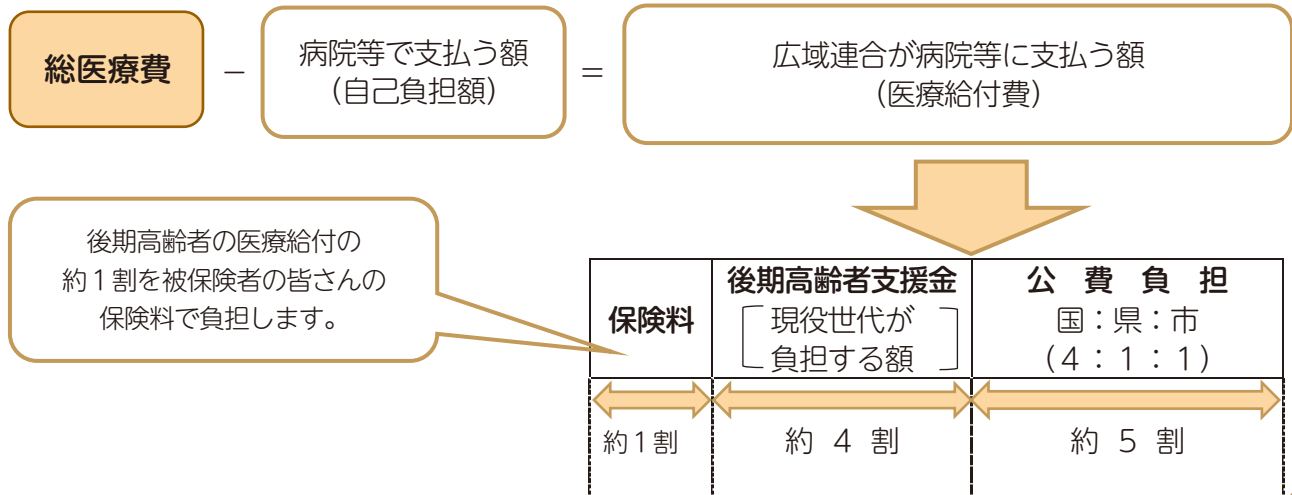 総医療費
－
病院等で支払う額
（自己負担額）
＝
広域連合が病院等に支払う額
（医療給付費）
後期高齢者の医療給付の
約１割を被保険者の皆さんの
保険料で負担します。
保険料
後期高齢者支援金
現役世代が
負担する額
公 費 負 担
国：県：市
（４：１：１）
約１割
約 ４ 割
約 ５ 割